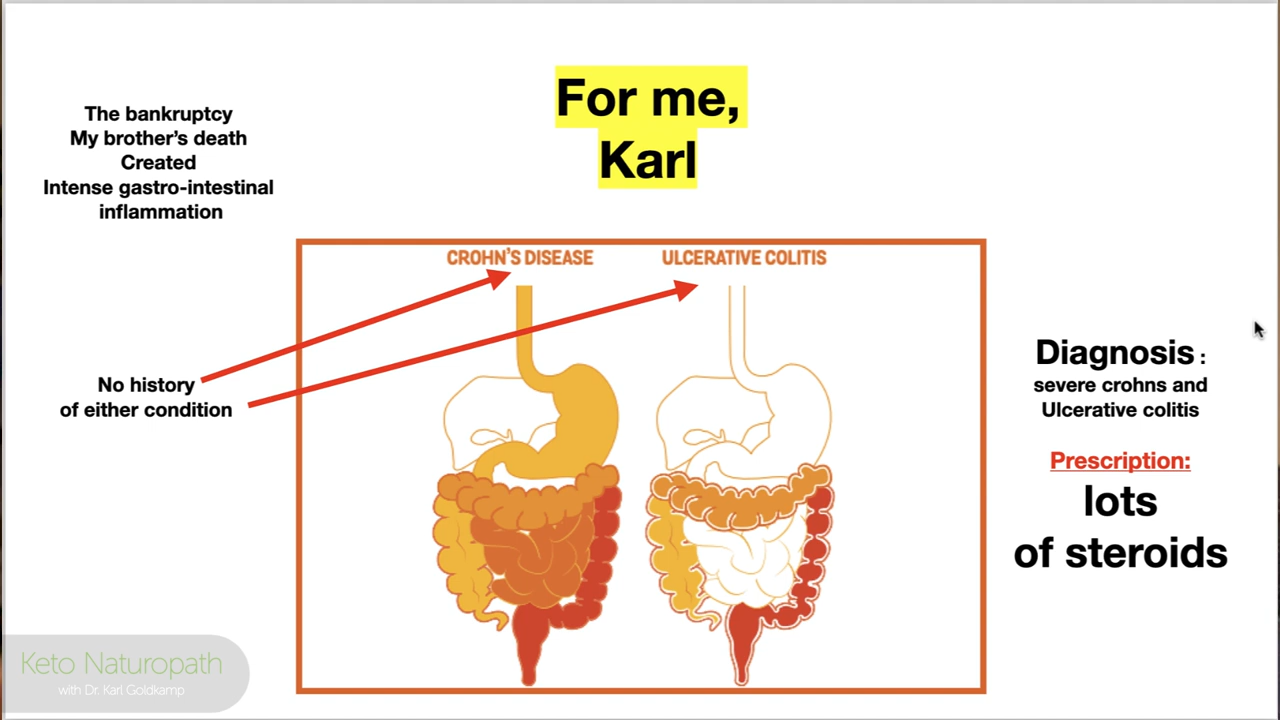 For me,
Karl
The bankruptcy
My brother's death
Created
Intense gastro-intestinal
inflammation
CROHN'S DISEASE
ULCERATIVE COLITIS
No history
of either condition
Diagnosis :
severe crohns and
Ulcerative colitis
Prescription:
lots
of steroids
Keto Naturopath
with Dr. Karl Goldkamp